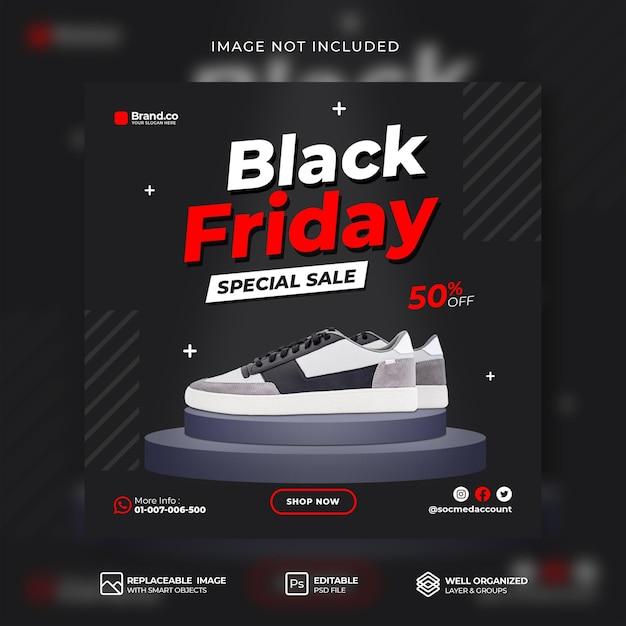 IMAGE NOT INCLUDED
Black
Brand.co
YOUR SLOGAN HERE
Black
Friday
SPECIAL SALE
50% OFF
More Info :
01-007-006-500
SHOP NOW
@socmedaccount
REPLACEABLE IMAGE
WITH SMART OBJECTS
Ps
EDITABLE
PSD FILE
WELL ORGANIZED
LAYER & GROUPS